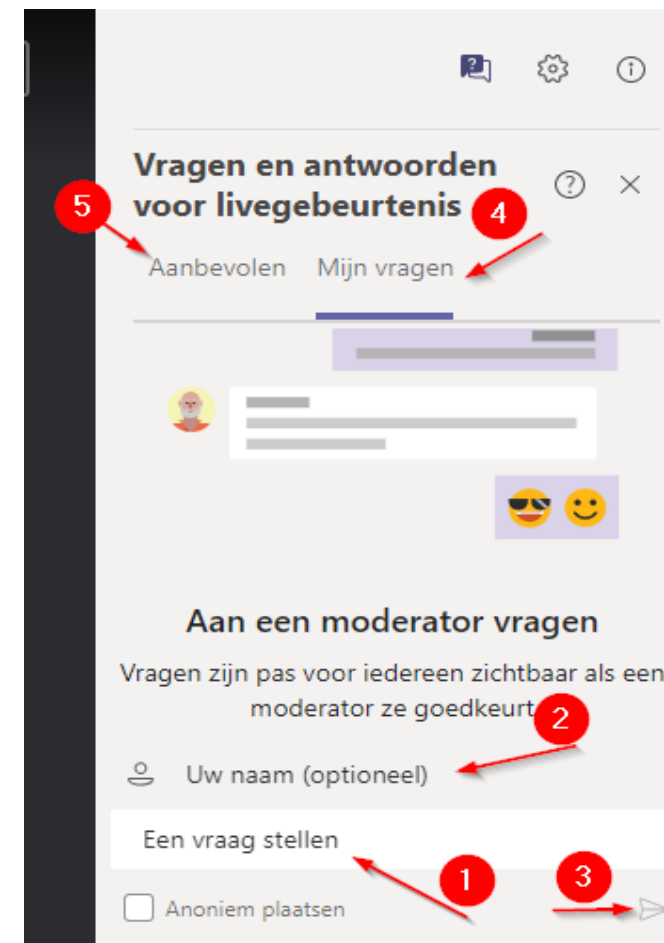 Vragen en antwoorden
voor livegebeurtenis
5
4
Aanbevolen Mijn vragen
Aan een moderator vragen
Vragen zijn pas voor iedereen zichtbaar als een
moderator ze goedkeurt
2
Uw naam (optioneel)
Een vraag stellen
1
3
Anoniem plaatsen